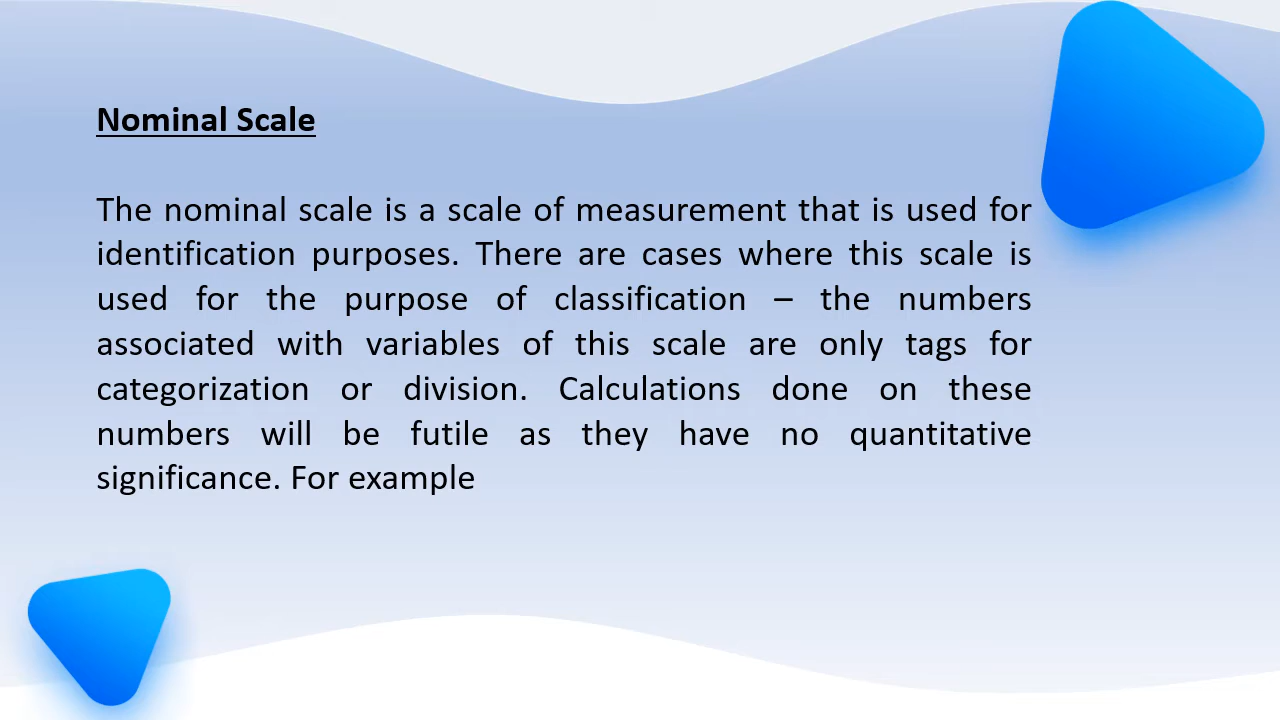 Nominal Scale
The nominal scale is a scale of measurement that is used for
identification purposes. There are cases where this scale is
used for the purpose of classification – the numbers
associated with variables of this scale are only tags for
categorization or division. Calculations done on these
numbers will be futile as they have no quantitative
significance. For example